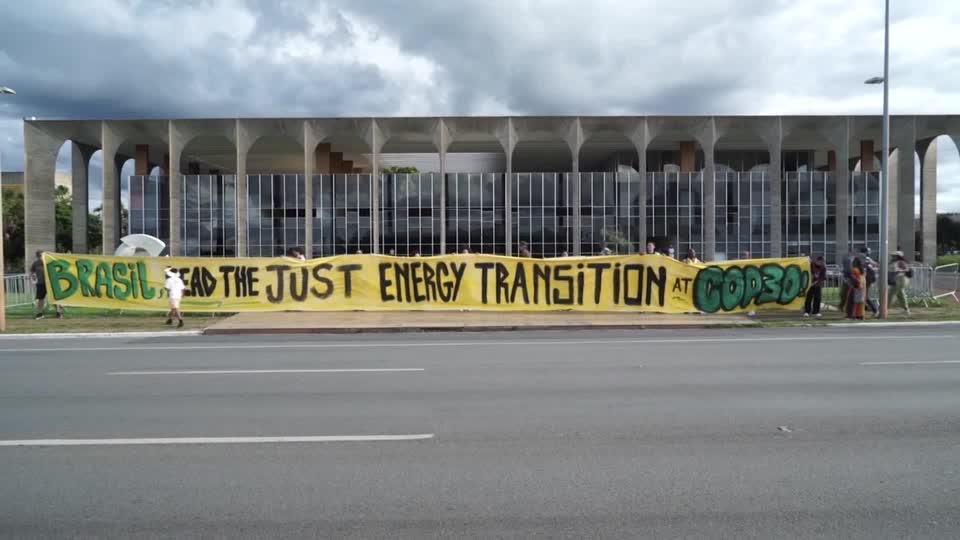 BRASIL, LEAD THE JUST ENERGY TRANSITION AT COP30!